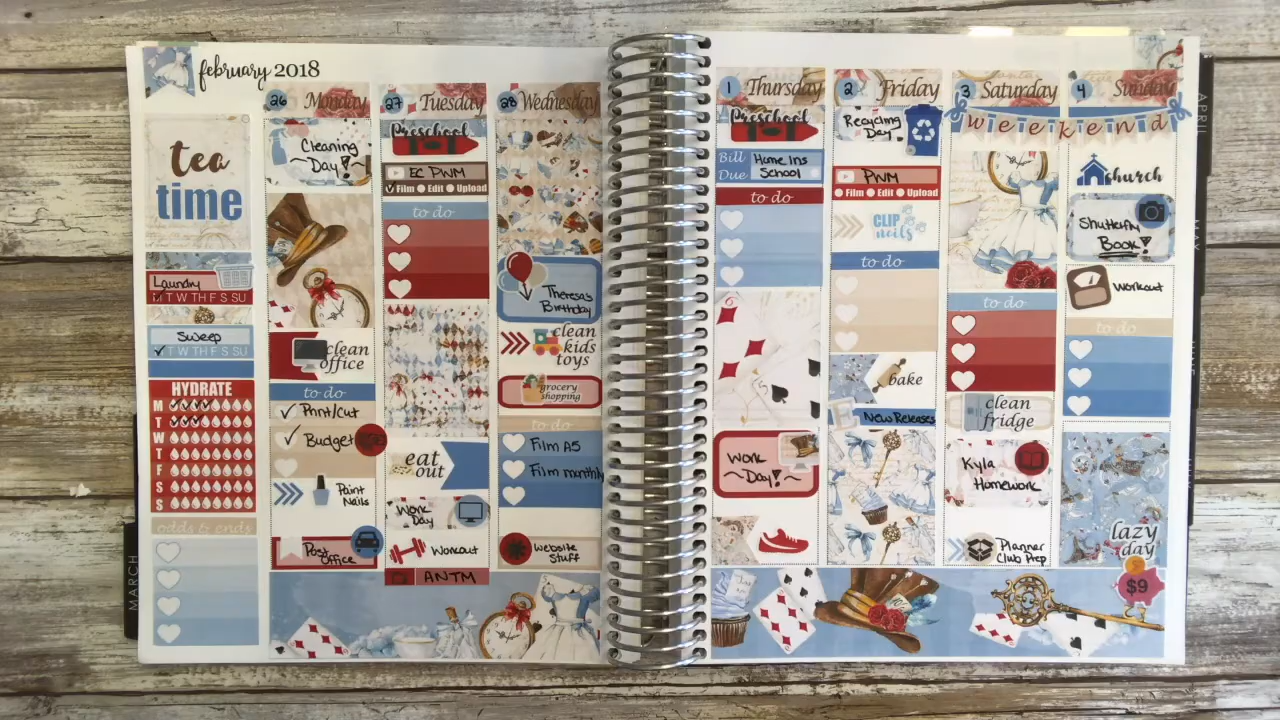 february 2018
tea
time
Laundry
M T W TH F S SU
Sweep
T W TH F S SU
HYDRATE
M
T
W
T
F
S
S
odds & ends
26 Monday
Cleaning
~Day!~
clean
office
to do
Print/Cut
Budget
Paint
Nails
Post
Office
27 Tuesday
Preschool
EC PWM
Film Edit Upload
to do
eat
out
Work
Day
Workout
ANTM
28 Wednesday
Theresa's
Birthday
clean
kids
toys
grocery
shopping
to do
Film A5
Film monthly
Website
Stuff
1 Thursday
Preschool
Bill
Due
Home Ins
School
to do
Work
~Day!~
2 Friday
Recycling
Day
PWM
Film Edit Upload
CLIP
nails
to do
bake
New Releases
3 Saturday
weekend
to do
clean
fridge
Kyla
Homework
Planner
Club Prep
4 Sunday
church
Shutterfly
Book!
Workout
to do
lazy
day
$9
MARCH
APRIL
MAY